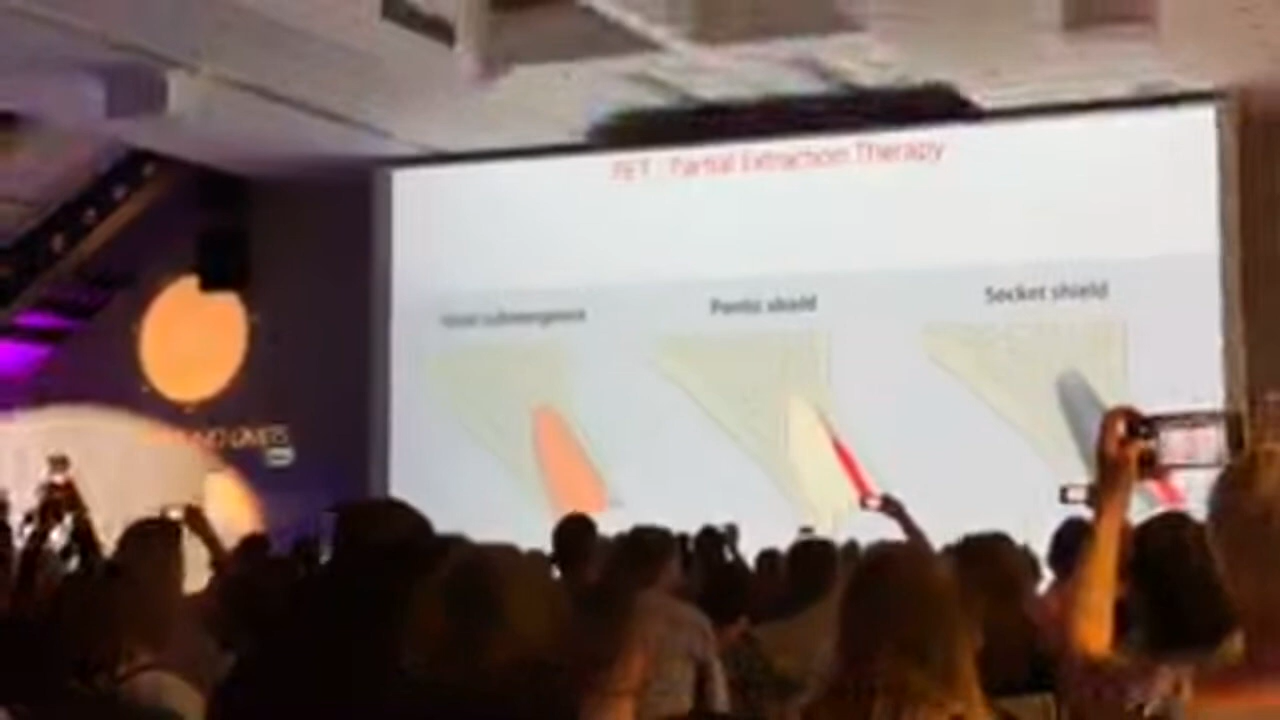 PET : Partial Extraction Therapy
Root submergence
Pontic shield
Socket shield